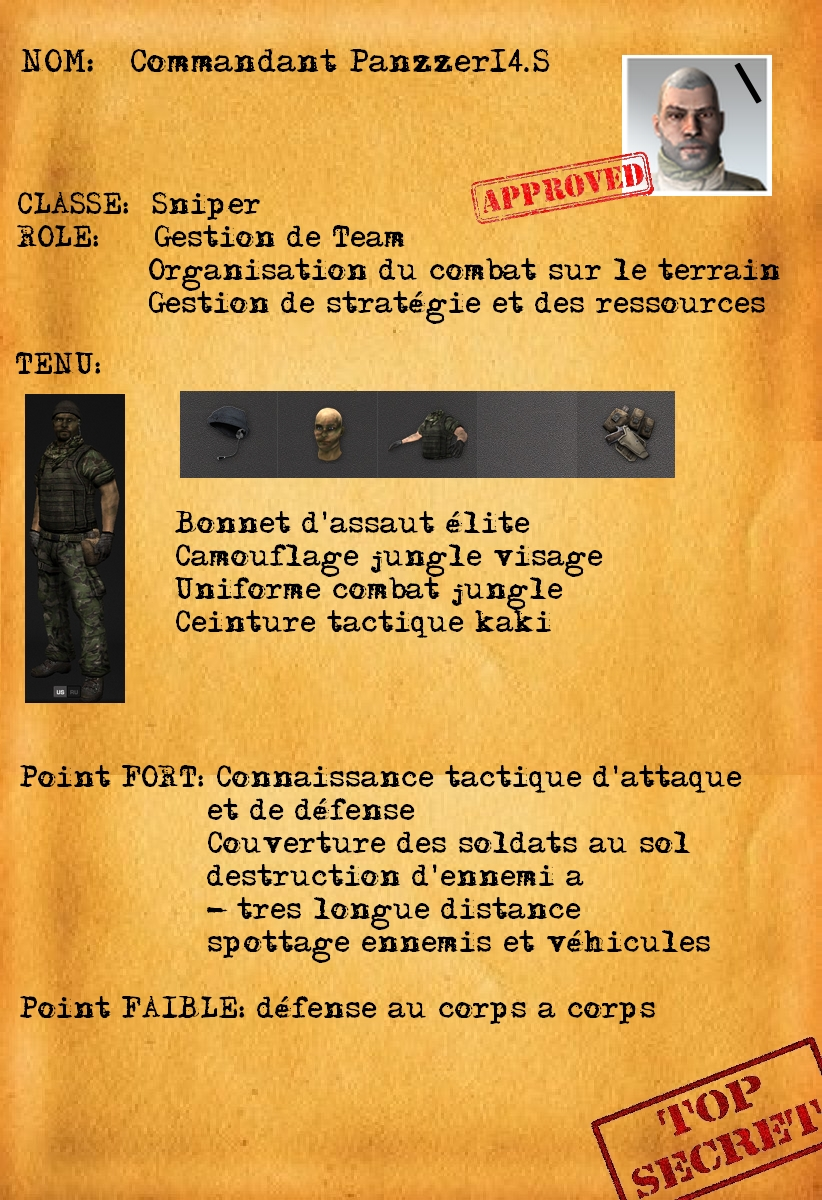 NOM: Commandant PanzzerI4.S
APPROVED
CLASSE: Sniper
ROLE: Gestion de Team
Organisation du combat sur le terrain
Gestion de stratégie et des ressources
TENU:
Bonnet d'assaut élite
Camouflage jungle visage
Uniforme combat jungle
Ceinture tactique kaki
US RU
Point FORT: Connaissance tactique d'attaque
et de défense
Couverture des soldats au sol
destruction d'ennemi a
- tres longue distance
spottage ennemis et véhicules
Point FAIBLE: défense au corps a corps
TOP
SECRET